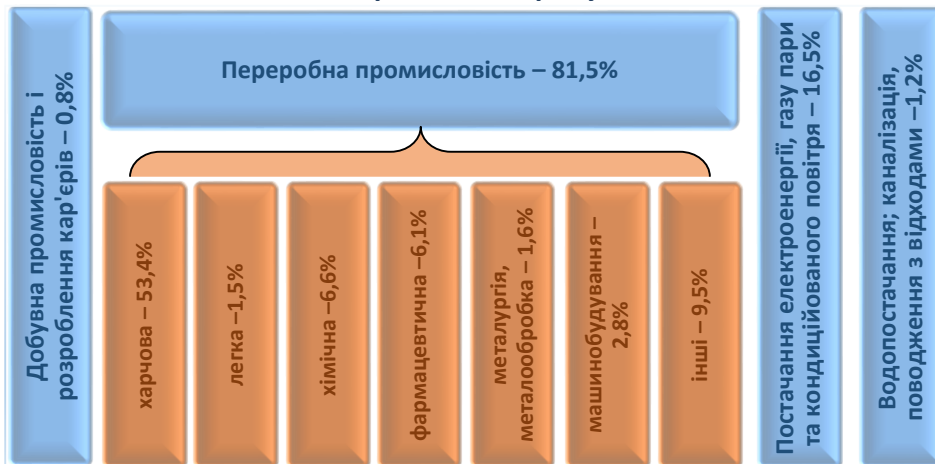 Добувна промисловість і
розроблення кар'єрів – 0,8%
Переробна промисловість – 81,5%
харчова – 53,4%
легка –1,5%
хімічна –6,6%
фармацевтична –6,1%
металургія,
металообробка – 1,6%
машинобудування –
2,8%
інші – 9,5%
Постачання електроенергії, газу пари
та кондиційованого повітря – 16,5%
Водопостачання; каналізація,
поводження з відходами –1,2%